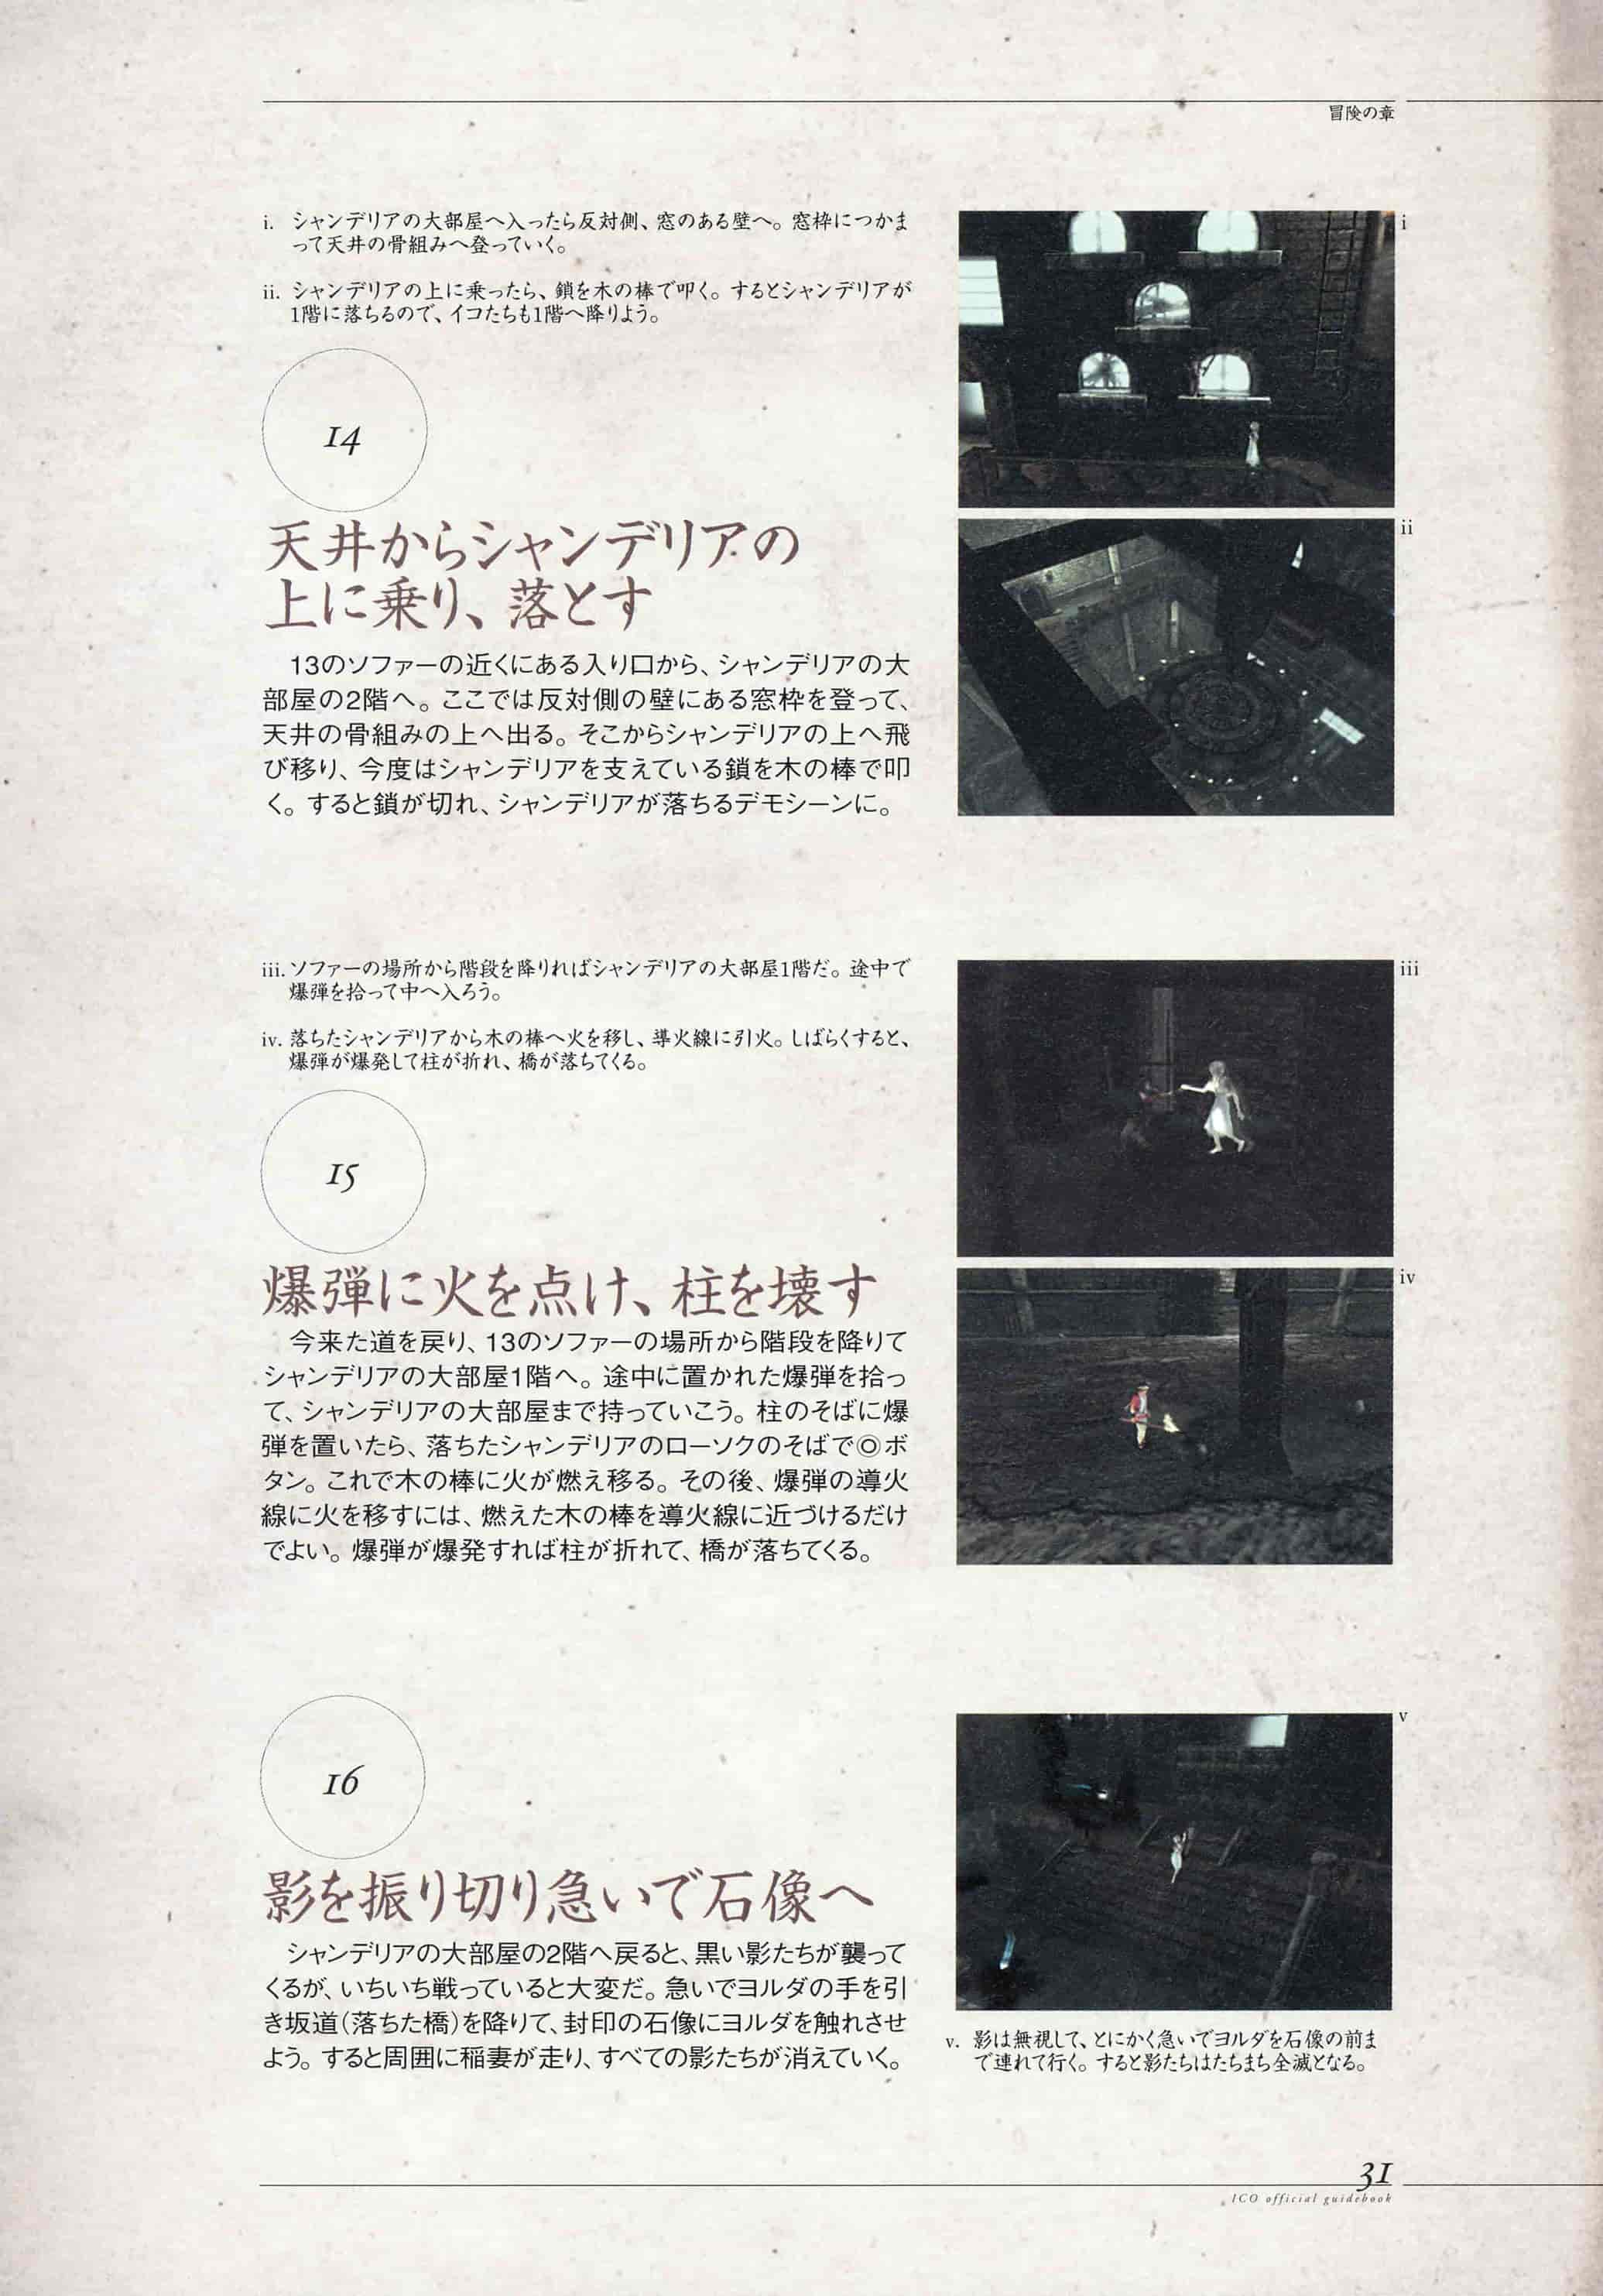 冒険の章
i. シャンデリアの大部屋へ入ったら反対側、窓のある壁へ。窓枠につかま
って天井の骨組みへ登っていく。
ii. シャンデリアの上に乗ったら、鎖を木の棒で叩く。するとシャンデリアが
1階に落ちるので、イコたちも1階へ降りよう。
i
ii
14
天井からシャンデリアの
上に乗り、落とす
13のソファーの近くにある入り口から、シャンデリアの大
部屋の2階へ。ここでは反対側の壁にある窓枠を登って、
天井の骨組みの上へ出る。そこからシャンデリアの上へ飛
び移り、今度はシャンデリアを支えている鎖を木の棒で叩
く。すると鎖が切れ、シャンデリアが落ちるデモシーンに。
iii. ソファーの場所から階段を降りればシャンデリアの大部屋1階だ。途中で
爆弾を拾って中へ入ろう。
iv. 落ちたシャンデリアから木の棒へ火を移し、導火線に引火。しばらくすると、
爆弾が爆発して柱が折れ、橋が落ちてくる。
iii
iv
15
爆弾に火を点け、柱を壊す
今来た道を戻り、13のソファーの場所から階段を降りて
シャンデリアの大部屋1階へ。途中に置かれた爆弾を拾っ
て、シャンデリアの大部屋まで持っていこう。柱のそばに爆
弾を置いたら、落ちたシャンデリアのローソクのそばで◎ボ
タン。これで木の棒に火が燃え移る。その後、爆弾の導火
線に火を移すには、燃えた木の棒を導火線に近づけるだけ
でよい。爆弾が爆発すれば柱が折れて、橋が落ちてくる。
16
影を振り切り急いで石像へ
シャンデリアの大部屋の2階へ戻ると、黒い影たちが襲って
くるが、いちいち戦っていると大変だ。急いでヨルダの手を引
き坂道(落ちた橋)を降りて、封印の石像にヨルダを触れさせ
よう。すると周囲に稲妻が走り、すべての影たちが消えていく。
v
v. 影は無視して、とにかく急いでヨルダを石像の前ま
で連れて行く。すると影たちはたちまち全滅となる。
31
ICO official guidebook